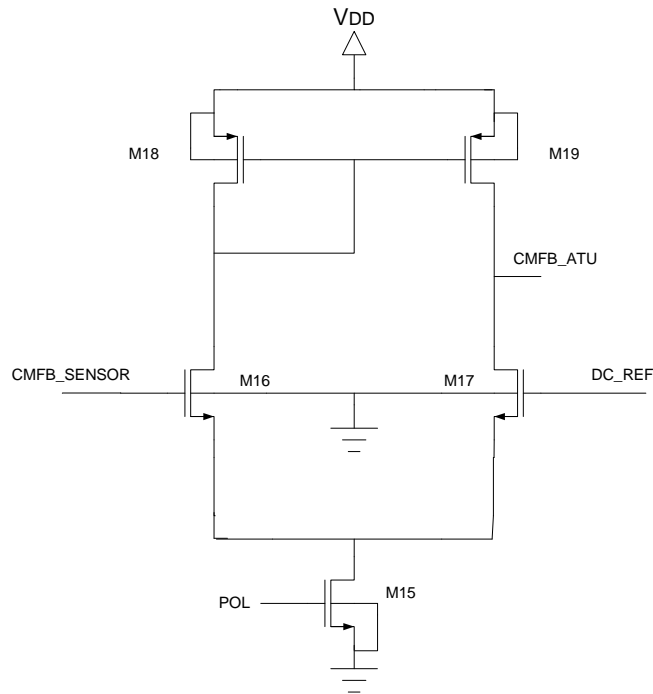 VDD
M18
M19
CMFB_ATU
CMFB_SENSOR
M16
M17
DC_REF
M15
POL